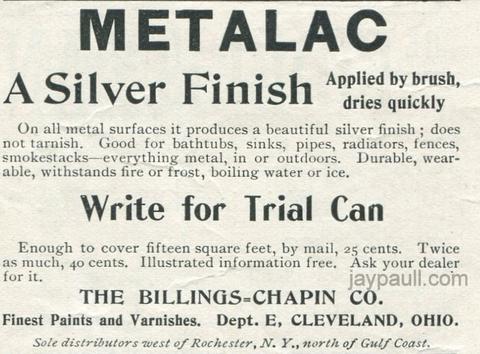 METALAC
A Silver Finish
Applied by brush,
dries quickly
On all metal surfaces it produces a beautiful silver finish; does
not tarnish. Good for bathtubs, sinks, pipes, radiators, fences,
smokestacks—everything metal, in or outdoors. Durable, wear-
able, withstands fire or frost, boiling water or ice.
Write for Trial Can
Enough to cover fifteen square feet, by mail, 25 cents. Twice
as much, 40 cents. Illustrated information free. Ask your dealer
for it.
jaypaull.com
THE BILLINGS=CHAPIN CO.
Finest Paints and Varnishes. Dept. E, CLEVELAND, OHIO.
Sole distributors west of Rochester, N. Y., north of Gulf Coast.